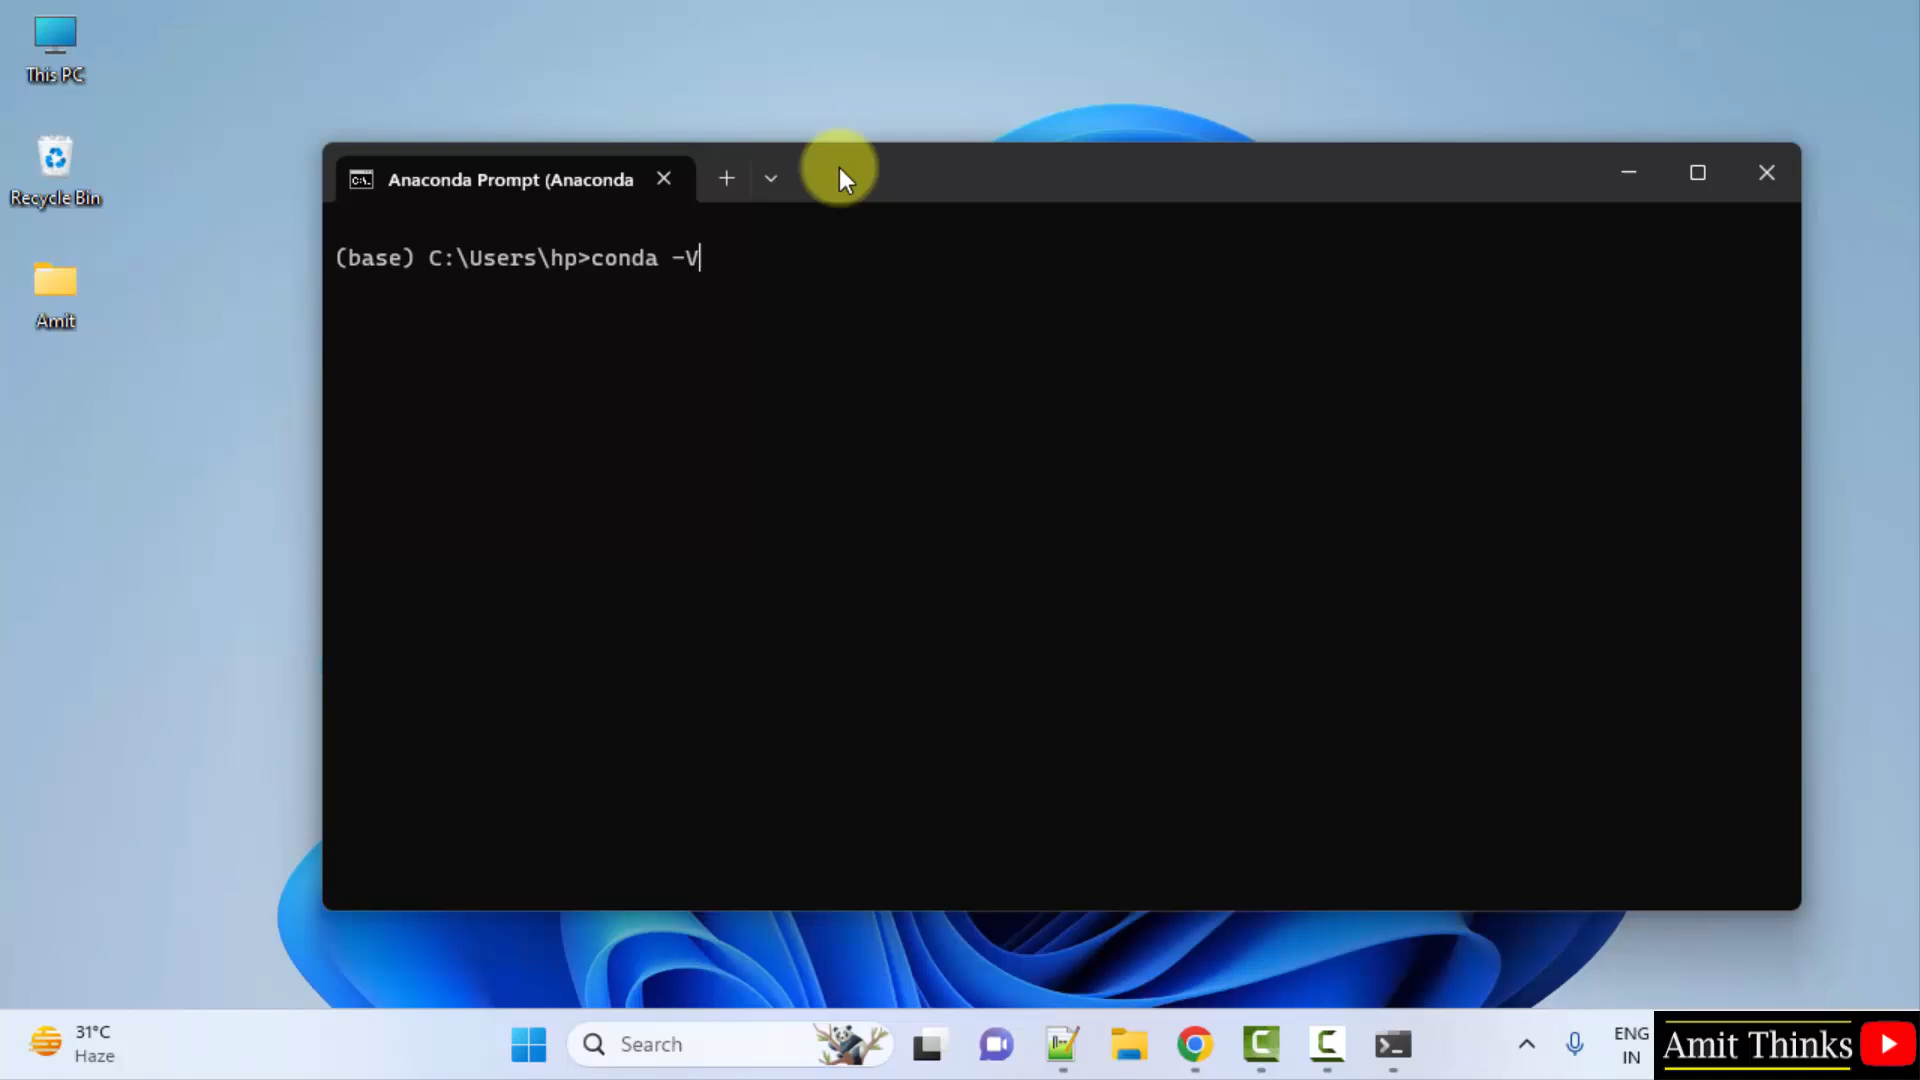 This PC
Recycle Bin
Amit
Anaconda Prompt (Anaconda
(base) C:\Users\hp>conda -V
31°C
Haze
Search
ENG
IN
Amit Thinks